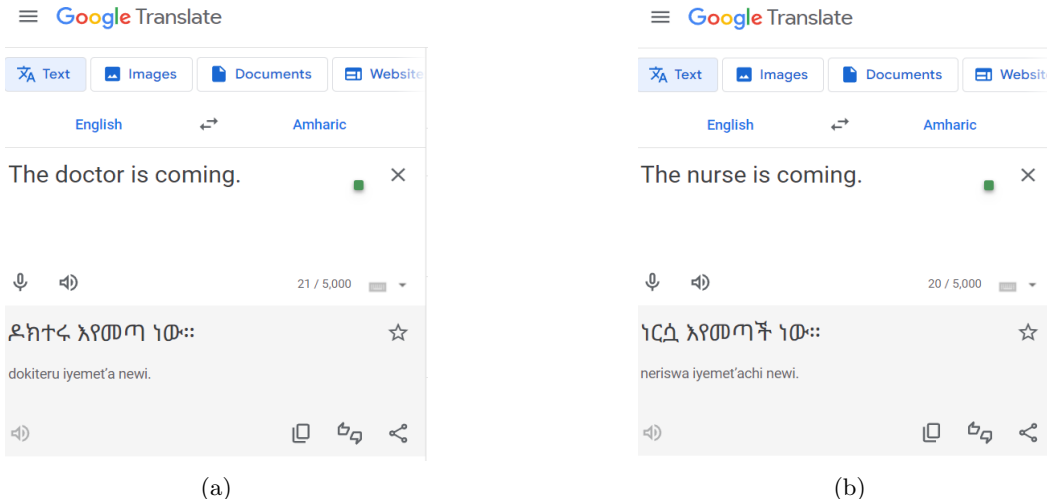 Google Translate
Text Images Documents Website
English Amharic
The doctor is coming.
21 / 5,000
ዶክተሩ እየመጣ ነው።
dokiteru iyemet'a newi.
(a)
Google Translate
Text Images Documents Websit
English Amharic
The nurse is coming.
20 / 5,000
ነርሷ እየመጣች ነው።
neriswa iyemet'achi newi.
(b)